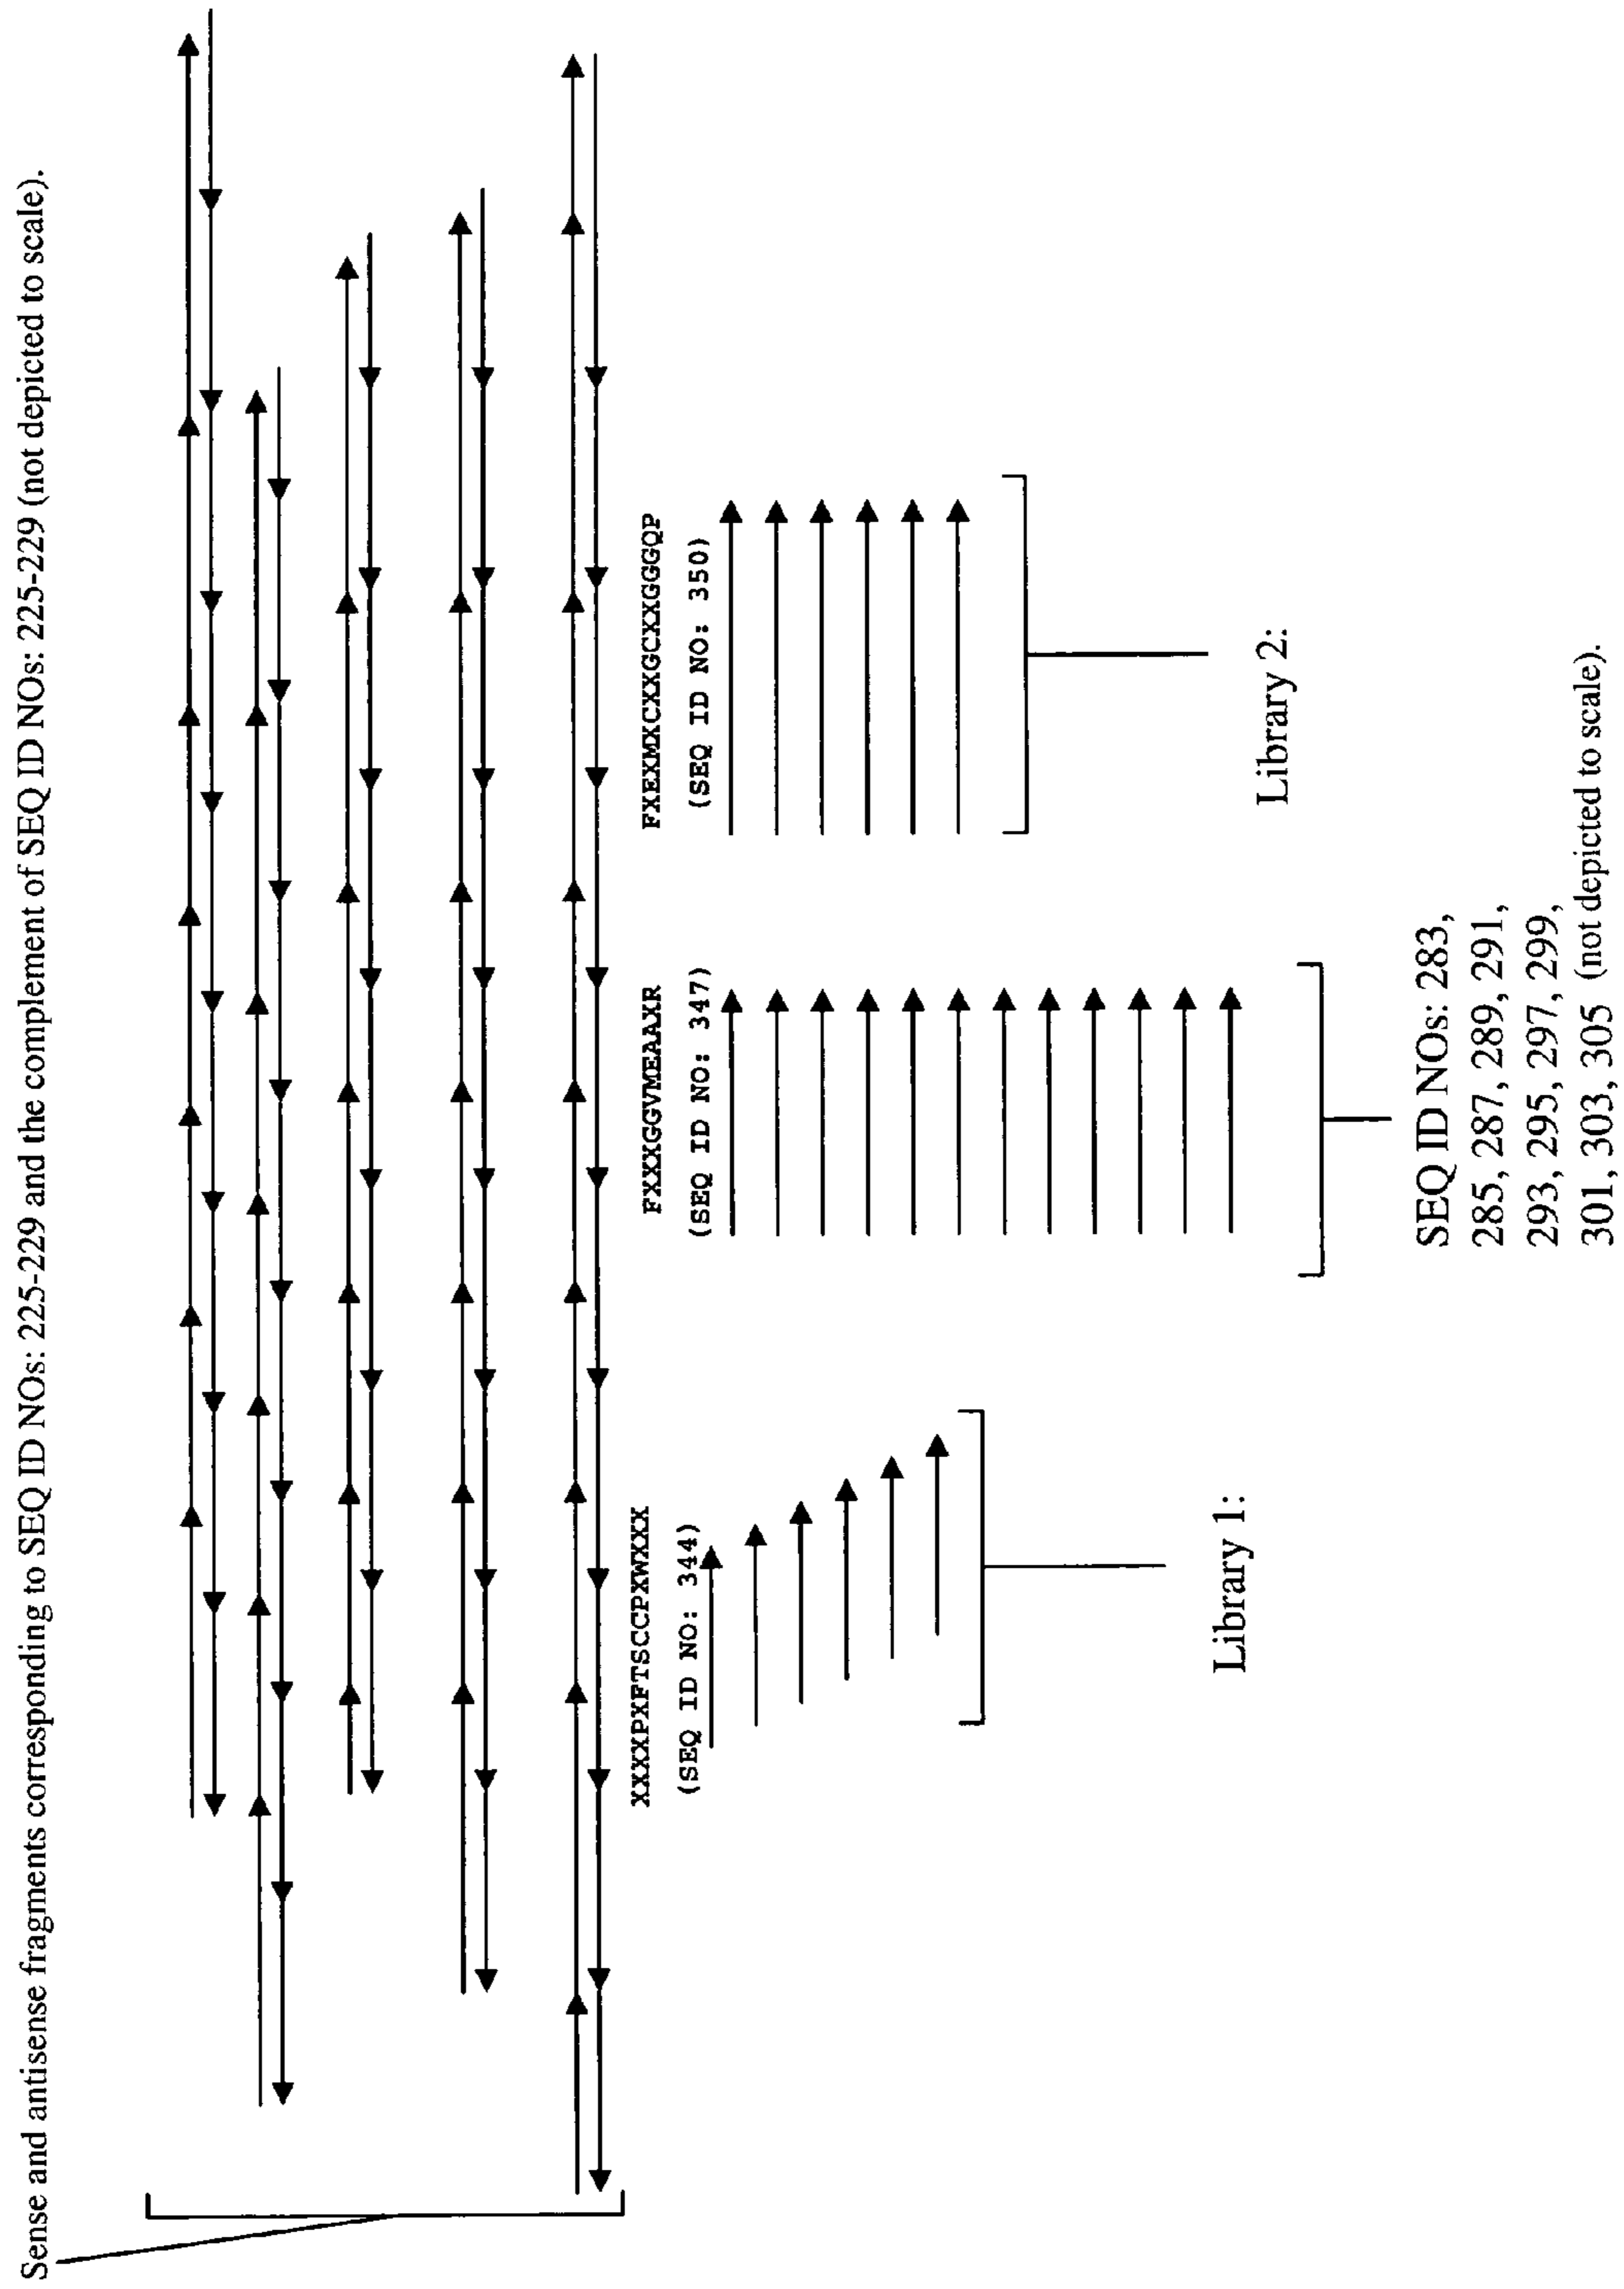 Sense and antisense fragments corresponding to SEQ ID NOs: 225-229 and the complement of SEQ ID NOs: 225-229 (not depicted to scale).
XXXXPXFTSCCPXWXXX
(SEQ ID NO: 344)
Library 1:
FXXXGGVMEAAXR
(SEQ ID NO: 347)
SEQ ID NOs: 283,
285, 287, 289, 291,
293, 295, 297, 299,
301, 303, 305 (not depicted to scale).
FXEXMXCXXGCXXGGGQP
(SEQ ID NO: 350)
Library 2: